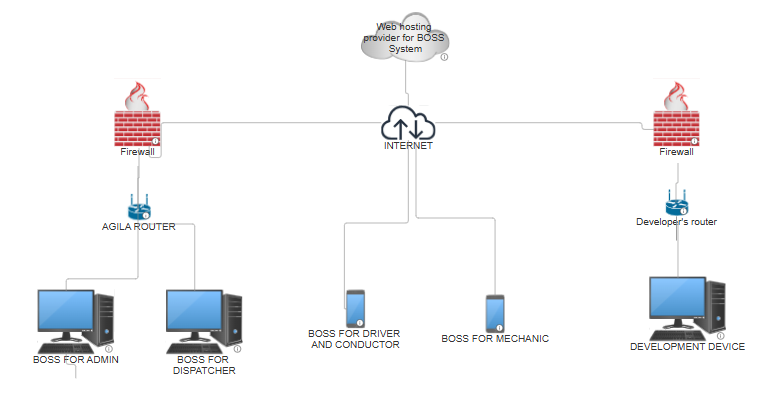 Web hosting
provider for BOSS
System
INTERNET
Firewall
Firewall
AGILA ROUTER
Developer's router
BOSS FOR ADMIN
BOSS FOR
DISPATCHER
BOSS FOR DRIVER
AND CONDUCTOR
BOSS FOR MECHANIC
DEVELOPMENT DEVICE